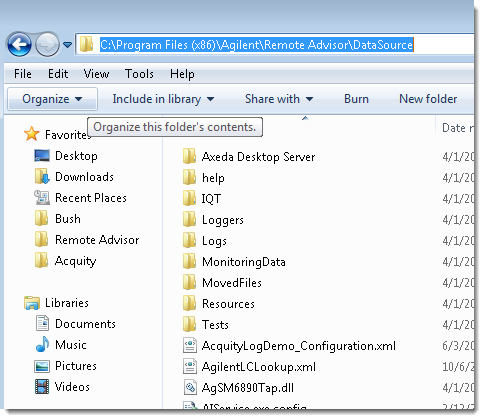 C:\Program Files (x86)\Agilent\Remote Advisor\DataSource
File Edit View Tools Help
Organize Include in library Share with Burn New folder
Organize this folder's contents.
Date
Favorites
Desktop
Downloads
Recent Places
Bush
Remote Advisor
Acquity
Libraries
Documents
Music
Pictures
Videos
Axeda Desktop Server 4/1/20
help 4/1/20
IQT 4/1/20
Loggers 4/1/20
Logs 4/1/20
MonitoringData 4/1/20
MovedFiles 4/1/20
Resources 4/1/20
Tests 4/1/20
AcquityLogDemo_Configuration.xml 6/3/20
AgilentLCLookup.xml 10/6/2
AgSM6890Tap.dll 4/1/20
AIService.exe.config 2/12/2